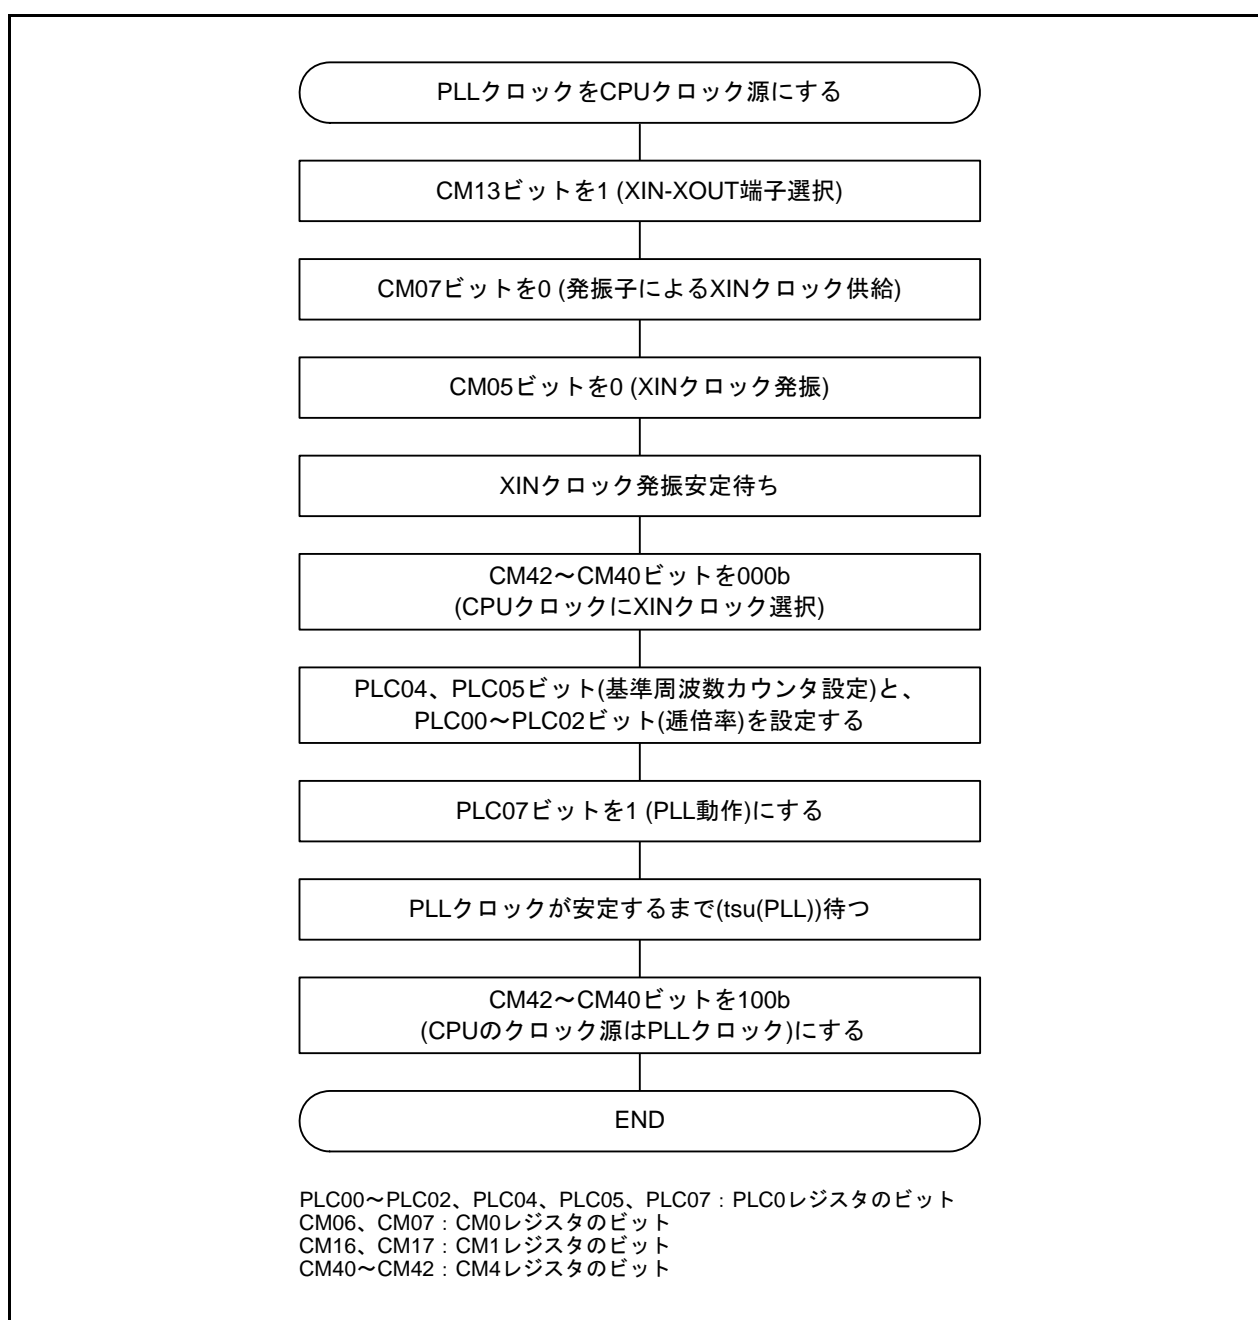 PLLクロックをCPUクロック源にする
CM13ビットを1 (XIN-XOUT端子選択)
CM07ビットを0 (発振子によるXINクロック供給)
CM05ビットを0 (XINクロック発振)
XINクロック発振安定待ち
CM42～CM40ビットを000b
(CPUクロックにXINクロック選択)
PLC04、PLC05ビット(基準周波数カウンタ設定)と、
PLC00～PLC02ビット(逓倍率)を設定する
PLC07ビットを1 (PLL動作)にする
PLLクロックが安定するまで(tsu(PLL))待つ
CM42～CM40ビットを100b
(CPUのクロック源はPLLクロック)にする
END
PLC00～PLC02、PLC04、PLC05、PLC07：PLC0レジスタのビット
CM06、CM07：CM0レジスタのビット
CM16、CM17：CM1レジスタのビット
CM40～CM42：CM4レジスタのビット